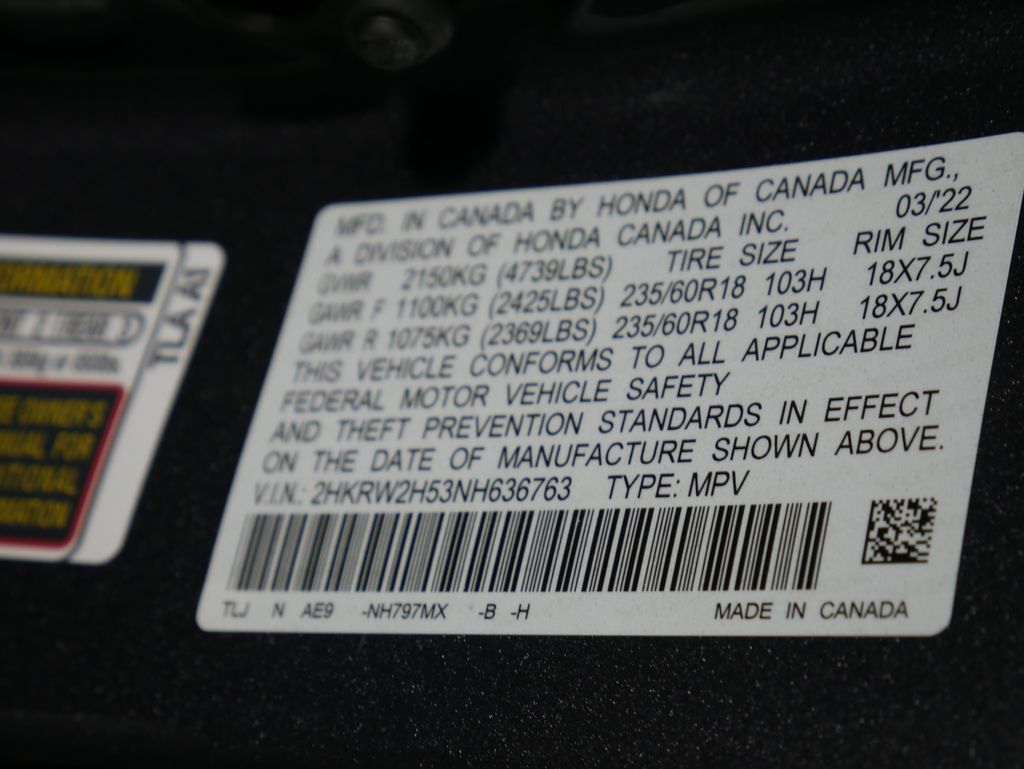 MFD. IN CANADA BY HONDA OF CANADA MFG.,
A DIVISION OF HONDA CANADA INC. 03/'22
GVWR 2150KG (4739LBS) TIRE SIZE RIM SIZE
GAWR F 1100KG (2425LBS) 235/60R18 103H 18X7.5J
GAWR R 1075KG (2369LBS) 235/60R18 103H 18X7.5J
THIS VEHICLE CONFORMS TO ALL APPLICABLE
FEDERAL MOTOR VEHICLE SAFETY
AND THEFT PREVENTION STANDARDS IN EFFECT
ON THE DATE OF MANUFACTURE SHOWN ABOVE.
V.I.N.: 2HKRW2H53NH636763 TYPE: MPV
TLJ N AE9 -NH797MX -B -H MADE IN CANADA
TLA AI
OWNER'S
FOR